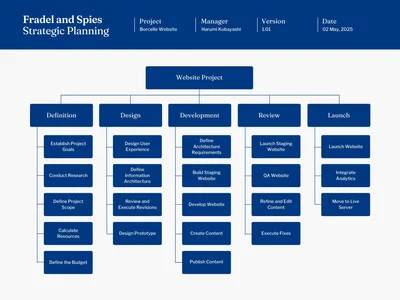 Fradel and Spies
Strategic Planning
Project
Borcelle Website
Manager
Harumi Kobayashi
Version
1.01
Date
02 May, 2025
Website Project
Definition
Establish Project
Goals
Conduct Research
Define Project
Scope
Calculate
Resources
Define the Budget
Design
Design User
Experience
Define
Information
Architecture
Review and
Execute Revisions
Design Prototype
Development
Define
Architecture
Requirements
Build Staging
Website
Develop Website
Create Content
Publish Content
Review
Launch Staging
Website
QA Website
Refine and Edit
Content
Execute Fixes
Launch
Launch Website
Integrate
Analytics
Move to Live
Server